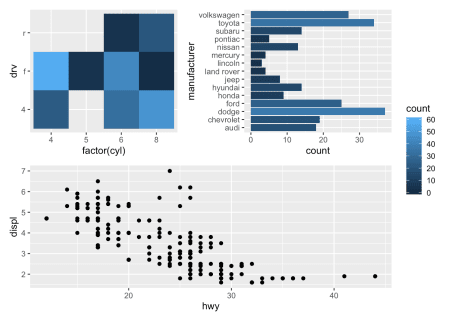 r
f
4
drv
4 5 6 8
factor(cyl)
manufacturer
volkswagen
toyota
subaru
pontiac
nissan
mercury
lincoln
land rover
jeep
hyundai
honda
ford
dodge
chevrolet
audi
0 10 20 30
count
count
60
50
40
30
20
10
0
displ
7
6
5
4
3
2
20 30 40
hwy